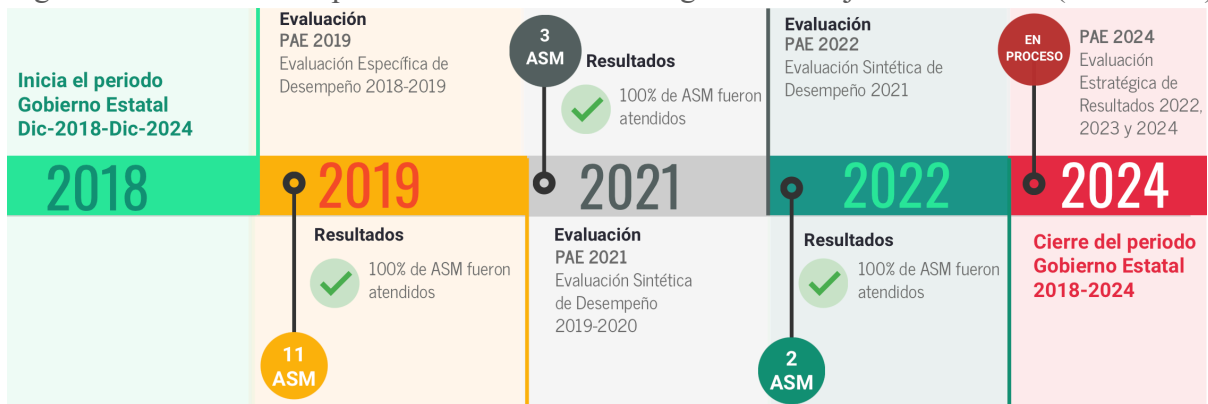 Inicia el periodo
Gobierno Estatal
Dic-2018-Dic-2024
2018
Evaluación
PAE 2019
Evaluación Específica de
Desempeño 2018-2019
2019
Resultados
100% de ASM fueron
atendidos
11
ASM
3
ASM
Resultados
100% de ASM fueron
atendidos
2021
Evaluación
PAE 2021
Evaluación Sintética
de Desempeño
2019-2020
Evaluación
PAE 2022
Evaluación Sintética de
Desempeño 2021
2022
Resultados
100% de ASM fueron
atendidos
2
ASM
EN
PROCESO
PAE 2024
Evaluación
Estratégica de
Resultados 2022,
2023 y 2024
2024
Cierre del periodo
Gobierno Estatal
2018-2024